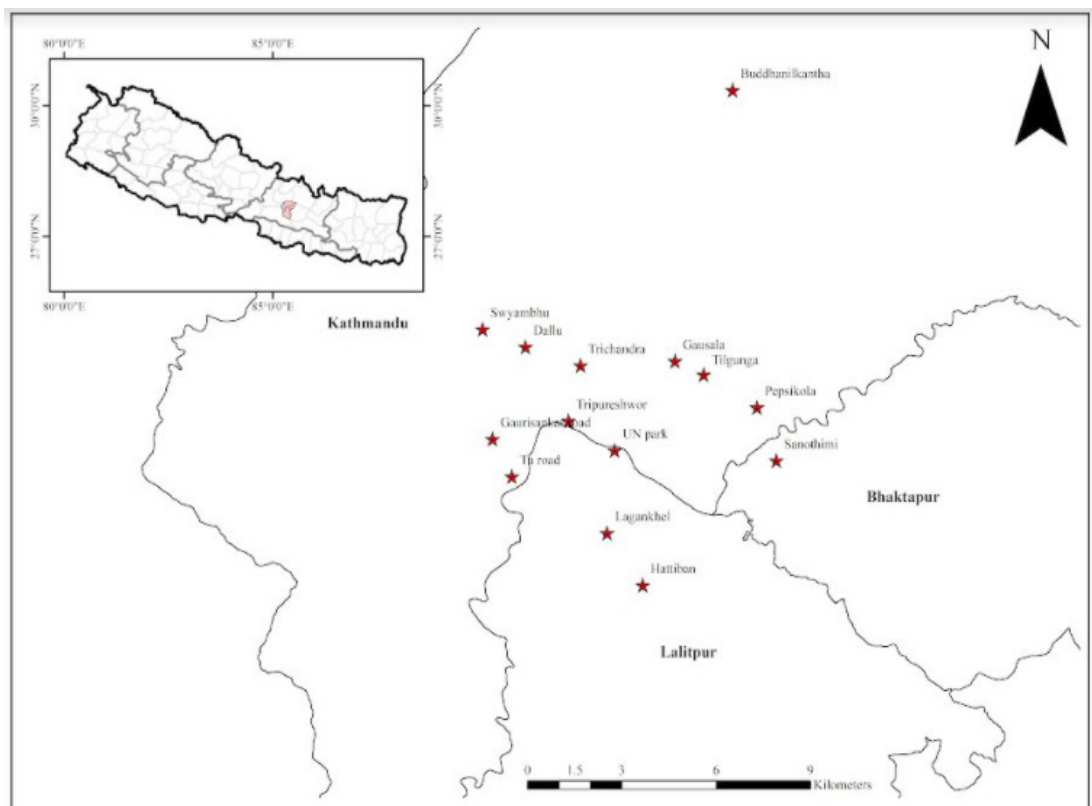 80°0'0"E 85°0'0"E
N
Buddhanilkantha
30°0'0"N 30°0'0"N
27°0'0"N 27°0'0"N
80°0'0"E 85°0'0"E
Swyambhu
Kathmandu
Dallu
Trichandra
Gausala
Tilgunga
Pepsikola
Tripureshwor
UN park
Sanothimi
Tu road
Bhaktapur
Lagankhel
Hattiban
Lalitpur
0 1.5 3 6 9
Kilometers